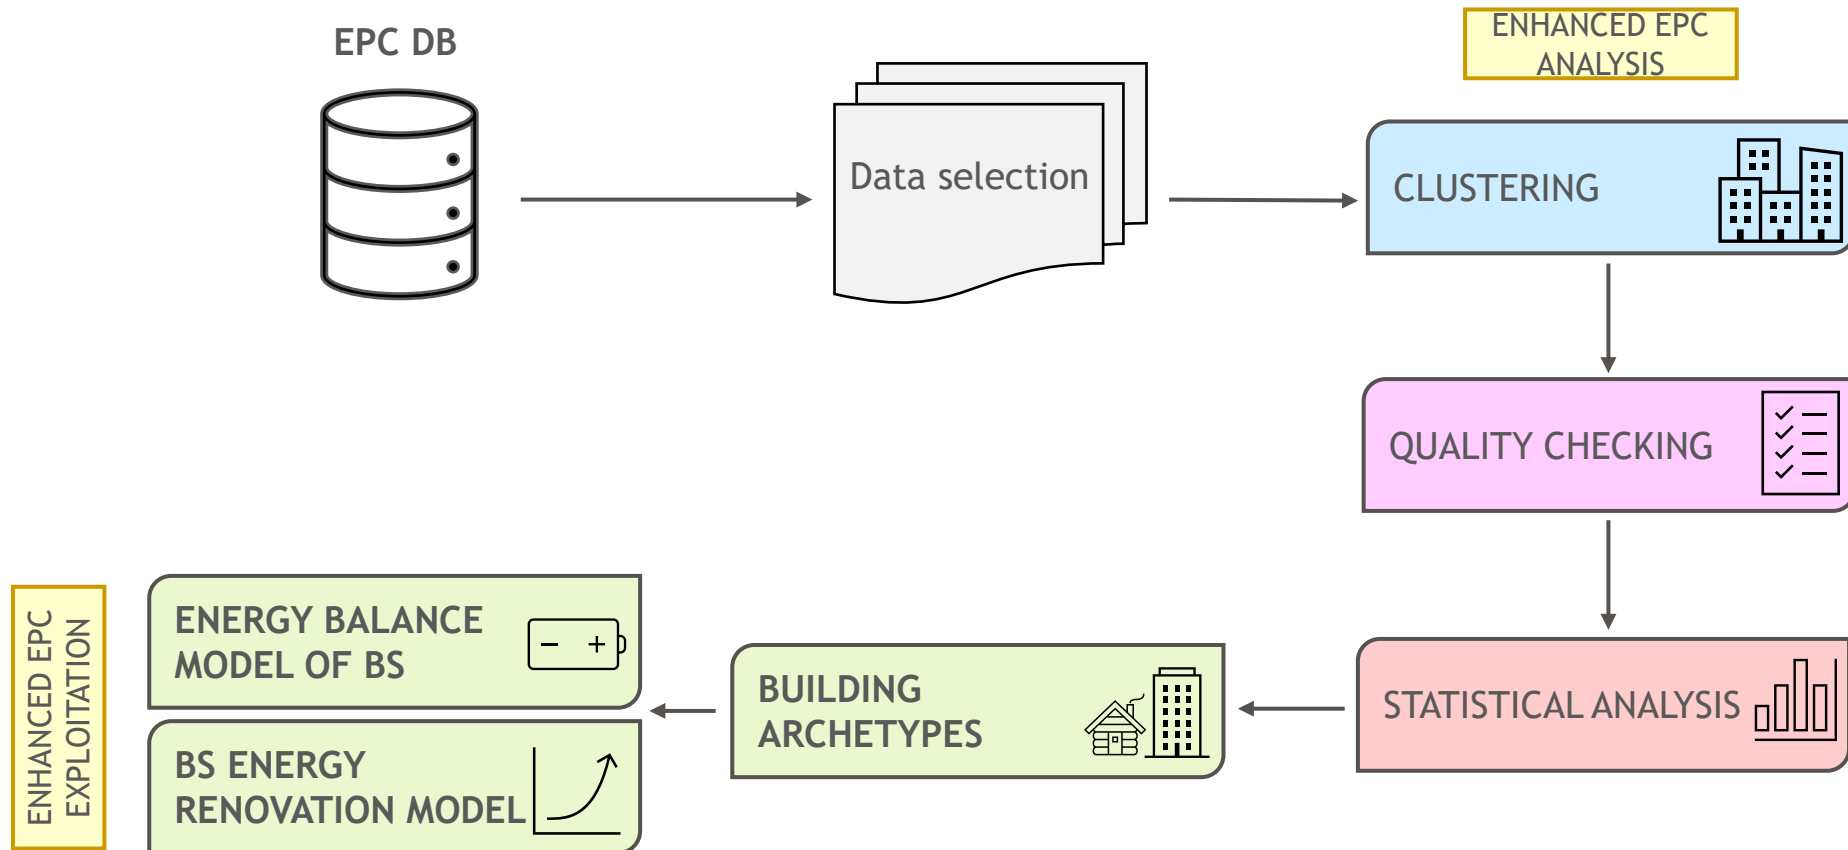 EPC DB
Data selection
ENHANCED EPC
ANALYSIS
CLUSTERING
QUALITY CHECKING
STATISTICAL ANALYSIS
BUILDING
ARCHETYPES
ENERGY BALANCE
MODEL OF BS
BS ENERGY
RENOVATION MODEL
ENHANCED EPC
EXPLOITATION